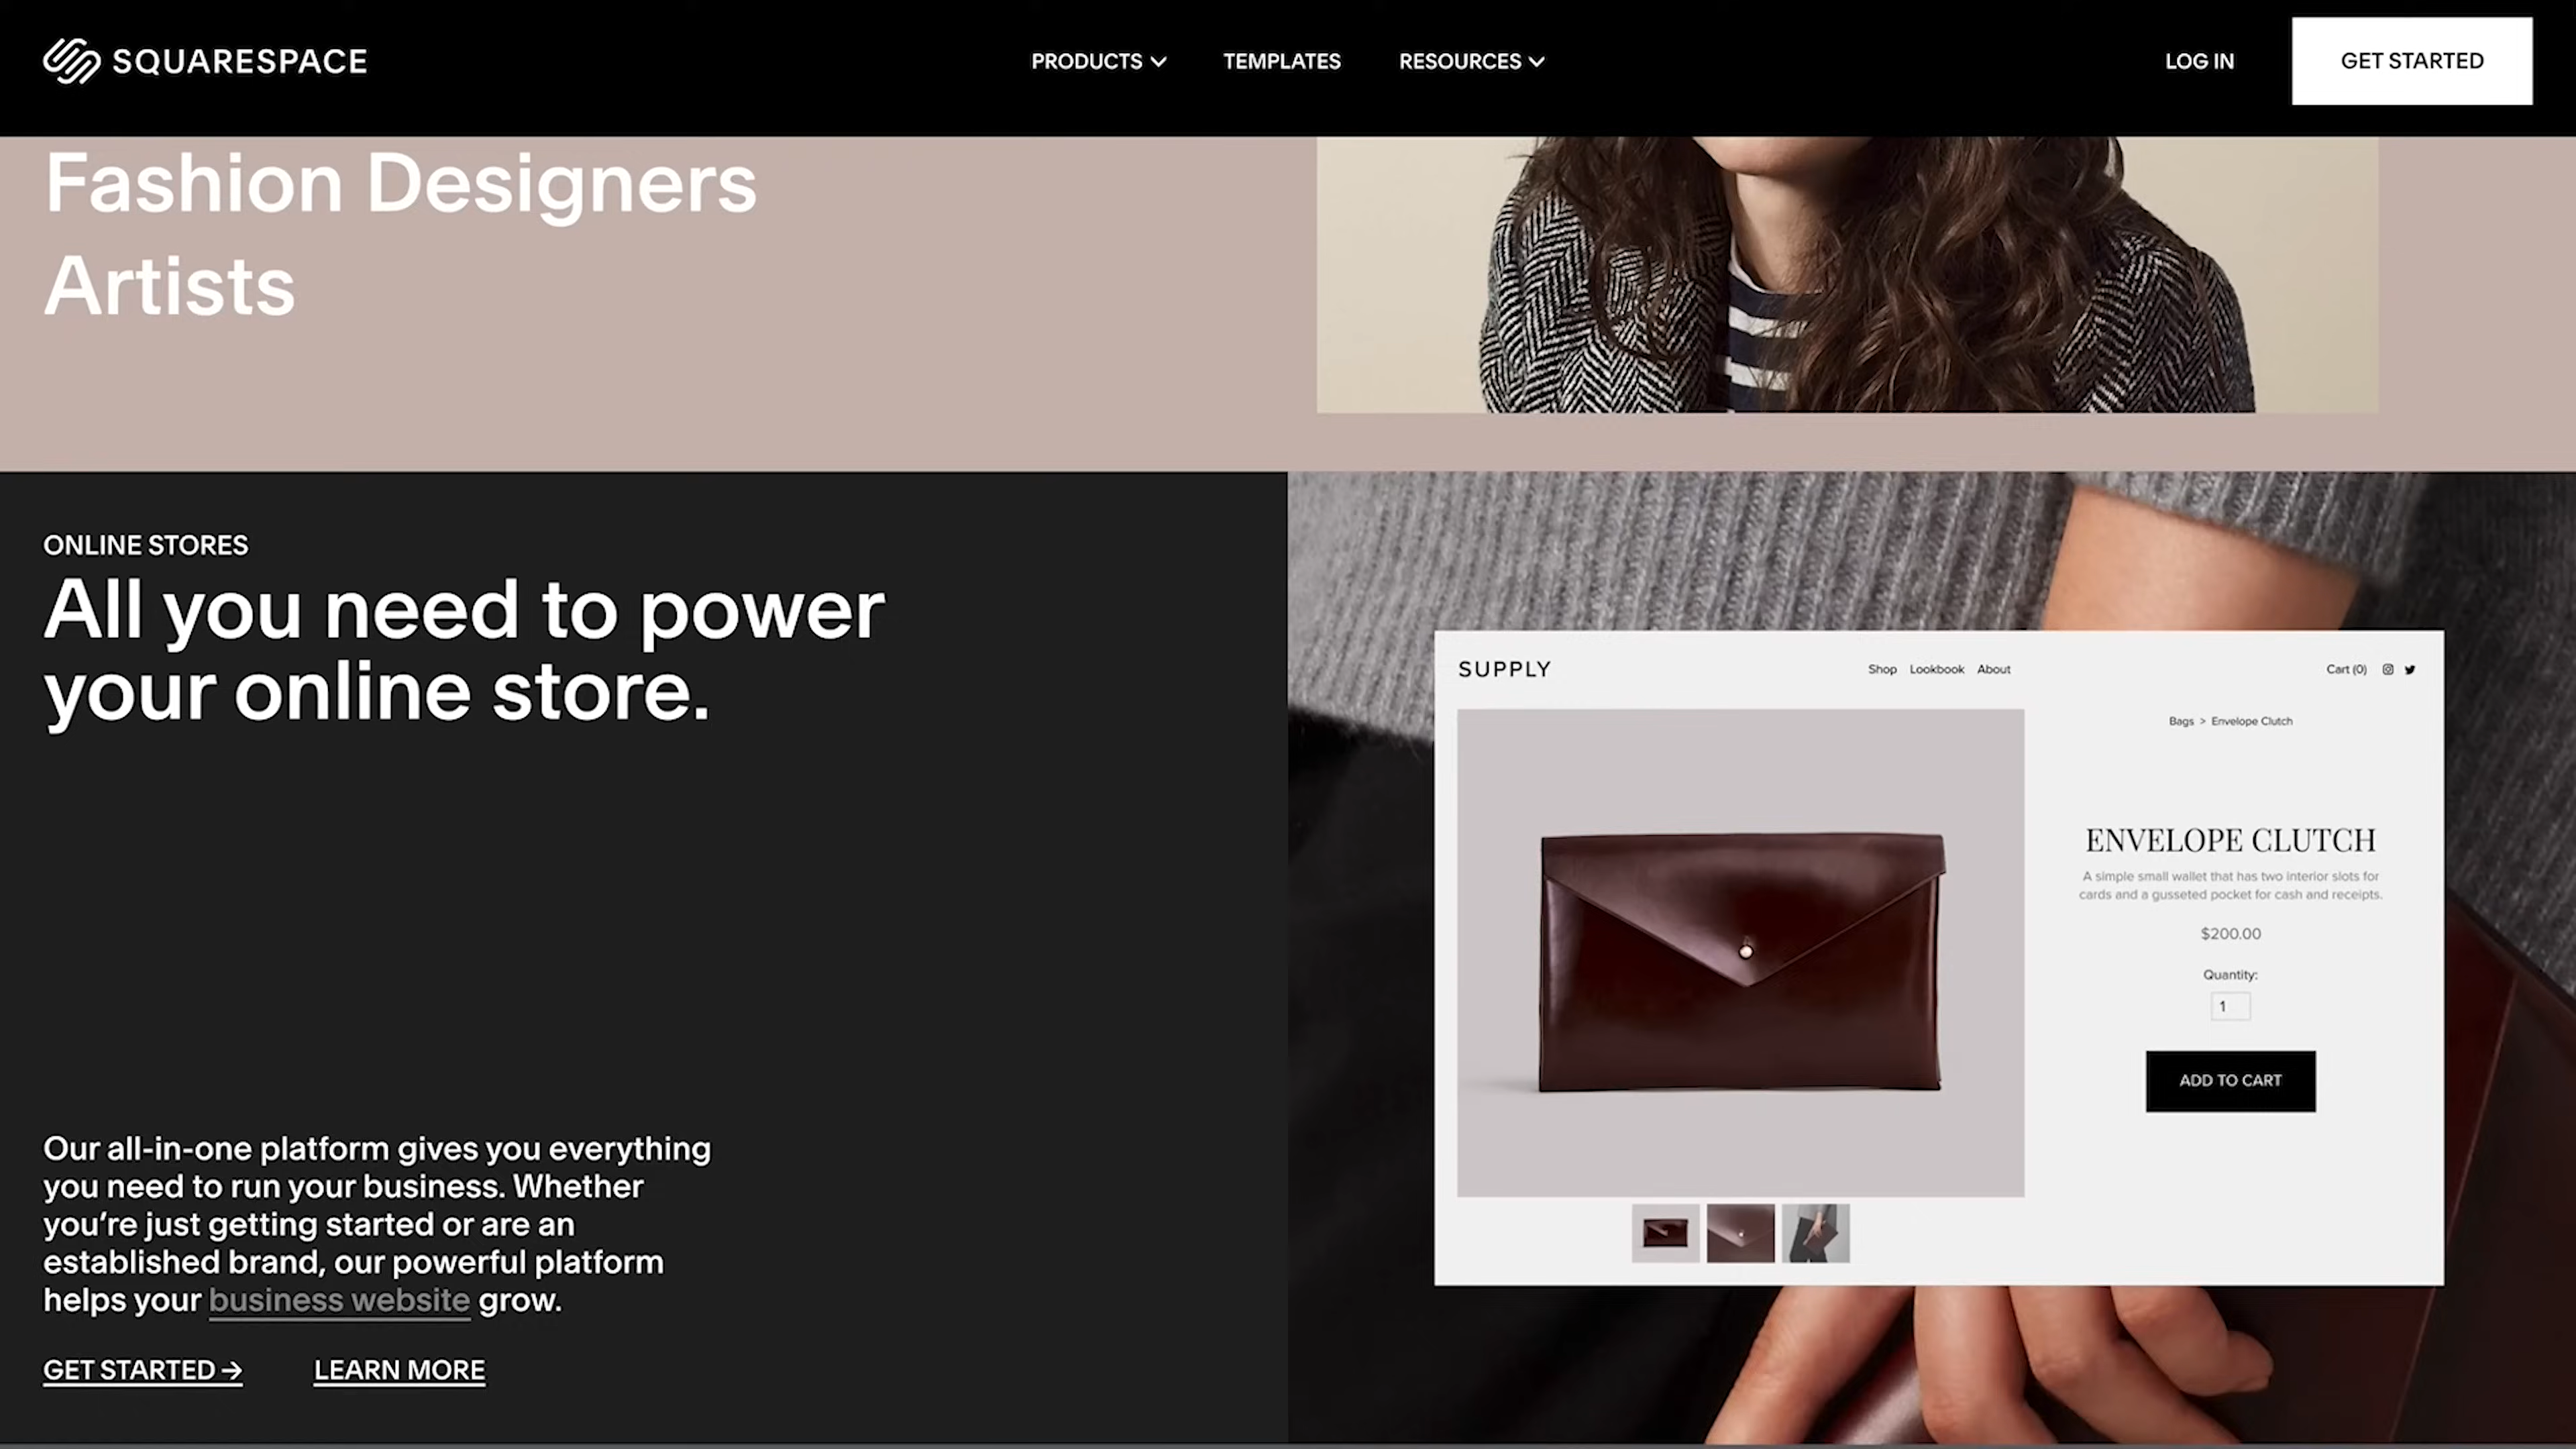 SQUARESPACE
PRODUCTS
TEMPLATES
RESOURCES
LOG IN
GET STARTED
Fashion Designers
Artists
ONLINE STORES
All you need to power
your online store.
Our all-in-one platform gives you everything
you need to run your business. Whether
you’re just getting started or are an
established brand, our powerful platform
helps your business website grow.
GET STARTED →
LEARN MORE
SUPPLY
Shop
Lookbook
About
Cart (0)
Bags > Envelope Clutch
ENVELOPE CLUTCH
A simple small wallet that has two interior slots for
cards and a gusseted pocket for cash and receipts.
$200.00
Quantity:
1
ADD TO CART